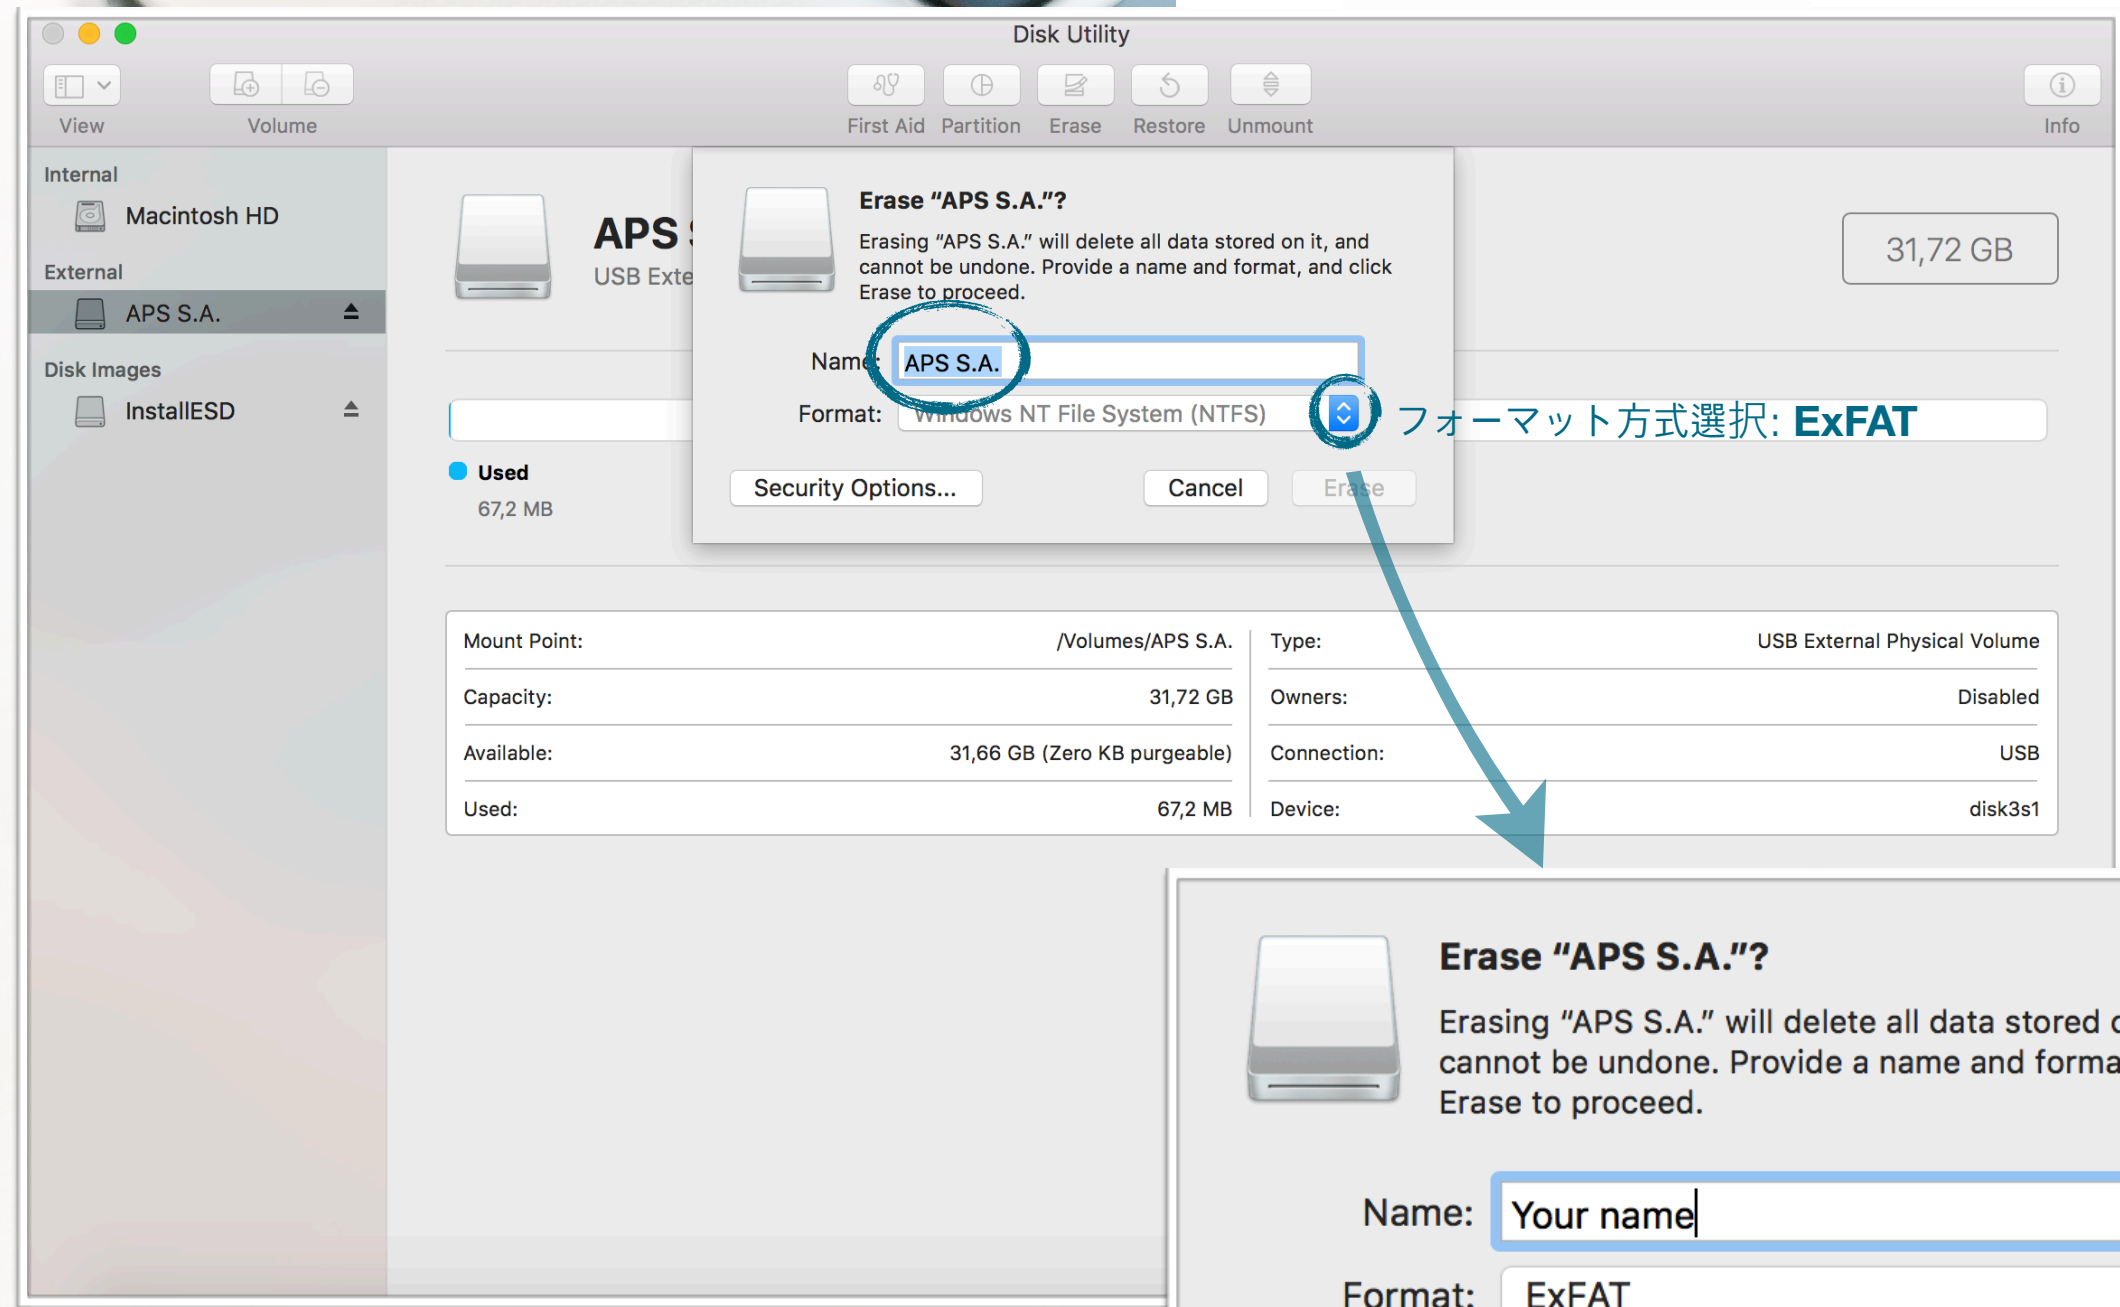 Disk Utility
View
Volume
First Aid
Partition
Erase
Restore
Unmount
Info
Internal
Macintosh HD
External
APS S.A.
Disk Images
InstallESD
APS
USB Exte
31,72 GB
Used
67,2 MB
Erase “APS S.A.”?
Erasing “APS S.A.” will delete all data stored on it, and
cannot be undone. Provide a name and format, and click
Erase to proceed.
Name:
APS S.A.
Format:
Windows NT File System (NTFS)
フォーマット方式選択: ExFAT
Security Options...
Cancel
Erase
Mount Point:
/Volumes/APS S.A.
Type:
USB External Physical Volume
Capacity:
31,72 GB
Owners:
Disabled
Available:
31,66 GB (Zero KB purgeable)
Connection:
USB
Used:
67,2 MB
Device:
disk3s1
Erase “APS S.A.”?
Erasing “APS S.A.” will delete all data stored
cannot be undone. Provide a name and forma
Erase to proceed.
Name:
Your name
Format:
ExFAT